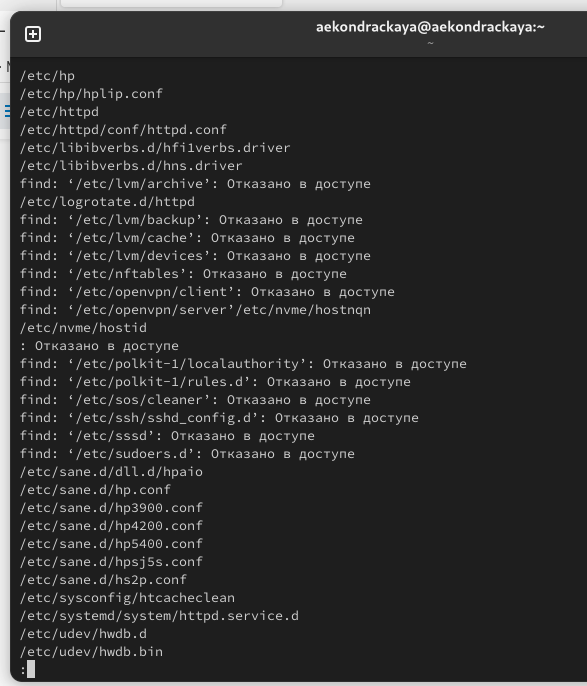 aekondrackaya@aekondrackaya:~
~
/etc/hp
/etc/hp/hplip.conf
/etc/httpd
/etc/httpd/conf/httpd.conf
/etc/libibverbs.d/hfi1verbs.driver
/etc/libibverbs.d/hns.driver
find: ‘/etc/lvm/archive’: Отказано в доступе
/etc/logrotate.d/httpd
find: ‘/etc/lvm/backup’: Отказано в доступе
find: ‘/etc/lvm/cache’: Отказано в доступе
find: ‘/etc/lvm/devices’: Отказано в доступе
find: ‘/etc/nftables’: Отказано в доступе
find: ‘/etc/openvpn/client’: Отказано в доступе
find: ‘/etc/openvpn/server’/etc/nvme/hostnqn
/etc/nvme/hostid
: Отказано в доступе
find: ‘/etc/polkit-1/localauthority’: Отказано в доступе
find: ‘/etc/polkit-1/rules.d’: Отказано в доступе
find: ‘/etc/sos/cleaner’: Отказано в доступе
find: ‘/etc/ssh/sshd_config.d’: Отказано в доступе
find: ‘/etc/sssd’: Отказано в доступе
find: ‘/etc/sudoers.d’: Отказано в доступе
/etc/sane.d/dll.d/hpaio
/etc/sane.d/hp.conf
/etc/sane.d/hp3900.conf
/etc/sane.d/hp4200.conf
/etc/sane.d/hp5400.conf
/etc/sane.d/hpsj5s.conf
/etc/sane.d/hs2p.conf
/etc/sysconfig/htcacheclean
/etc/systemd/system/httpd.service.d
/etc/udev/hwdb.d
/etc/udev/hwdb.bin
: